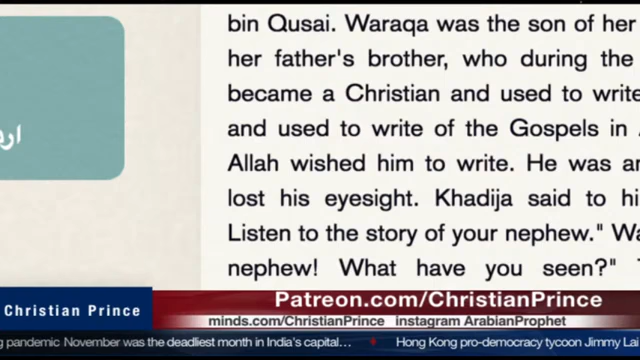 bin Qusai. Waraqa was the son of her
her father's brother, who during the
became a Christian and used to write
and used to write of the Gospels in
Allah wished him to write. He was
lost his eyesight. Khadija said to
Listen to the story of your nephew."
nephew! What have you seen?"
Christian Prince
Patreon.com/ChristianPrince
minds.com/ChristianPrince instagram ArabianProphet
pandemic November was the deadliest month in India's capital... Hong Kong pro-democracy tycoon Jimmy Lai